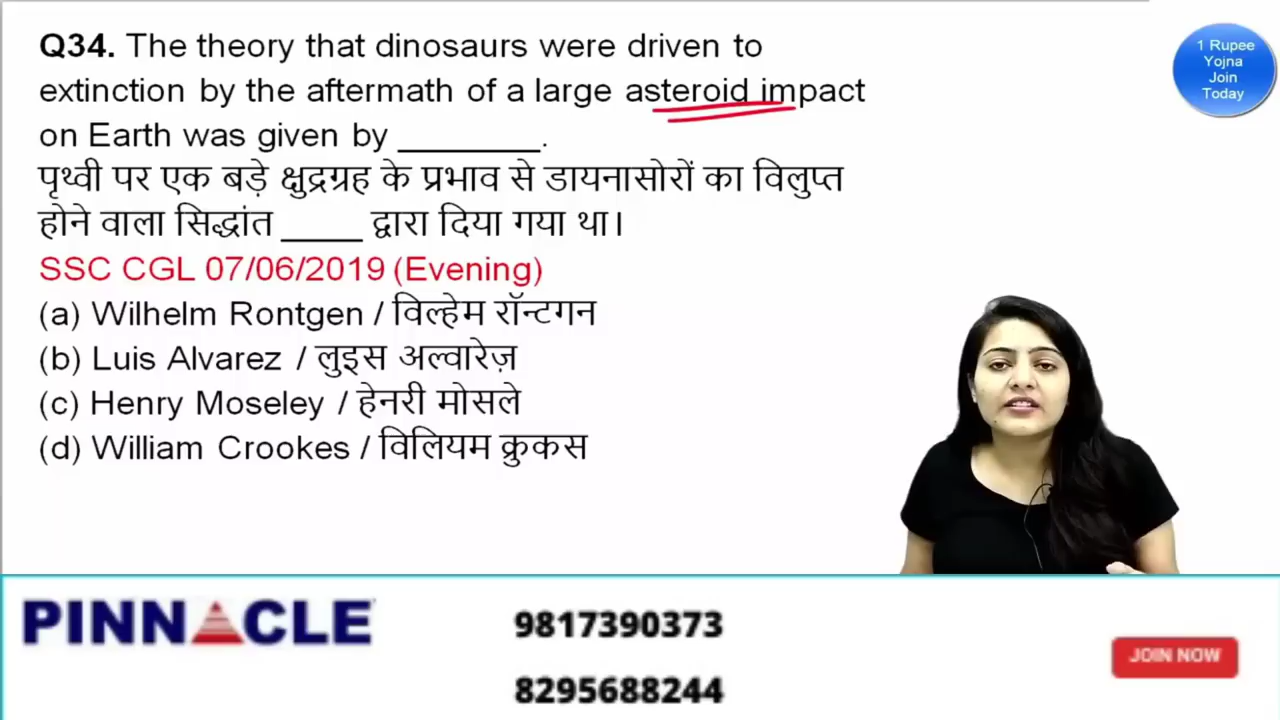 Q34. The theory that dinosaurs were driven to
extinction by the aftermath of a large asteroid impact
on Earth was given by ________.
पृथ्वी पर एक बड़े क्षुद्रग्रह के प्रभाव से डायनासोरों का विलुप्त
होने वाला सिद्धांत _____ द्वारा दिया गया था।
SSC CGL 07/06/2019 (Evening)
(a) Wilhelm Rontgen / विल्हेम रॉन्टगन
(b) Luis Alvarez / लुइस अल्वारेज़
(c) Henry Moseley / हेनरी मोसले
(d) William Crookes / विलियम क्रुकस
1 Rupee
Yojna
Join
Today
PINNACLE
9817390373
8295688244
JOIN NOW